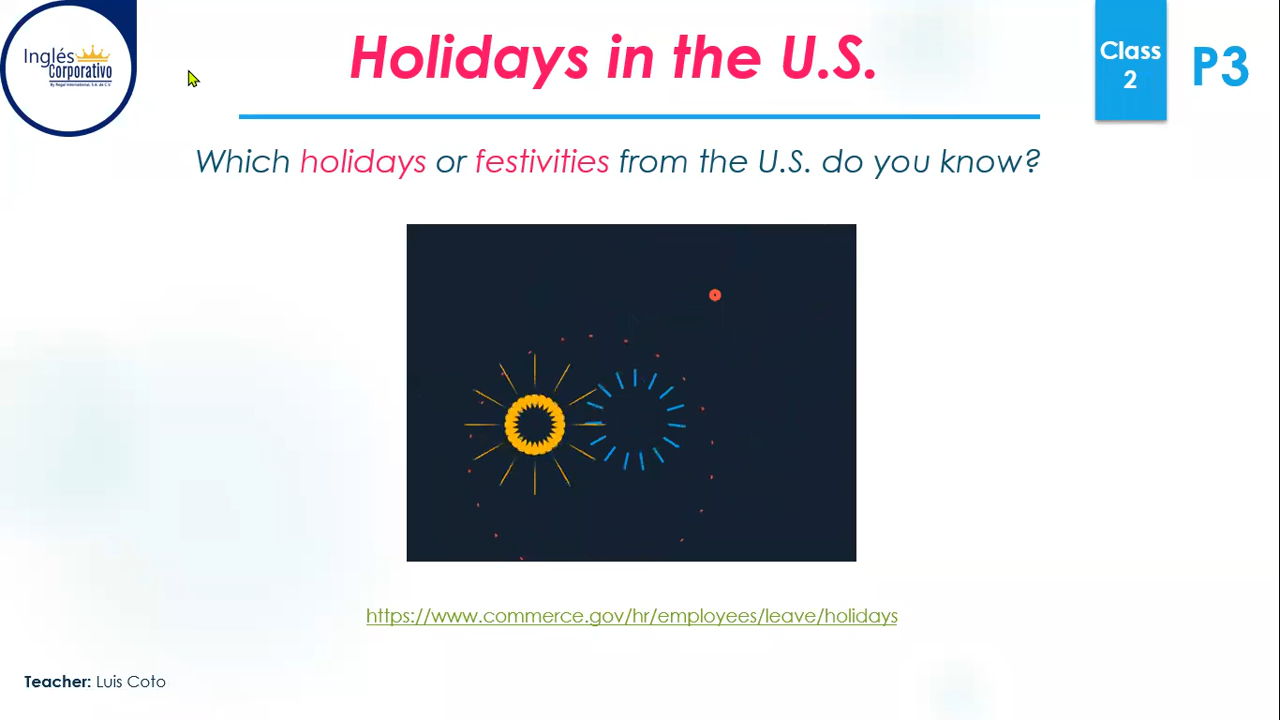 Inglés
Corporativo
By Regal International, S.A. de C.V
Holidays in the U.S.
Class
2
P3
Which holidays or festivities from the U.S. do you know?
https://www.commerce.gov/hr/employees/leave/holidays
Teacher: Luis Coto